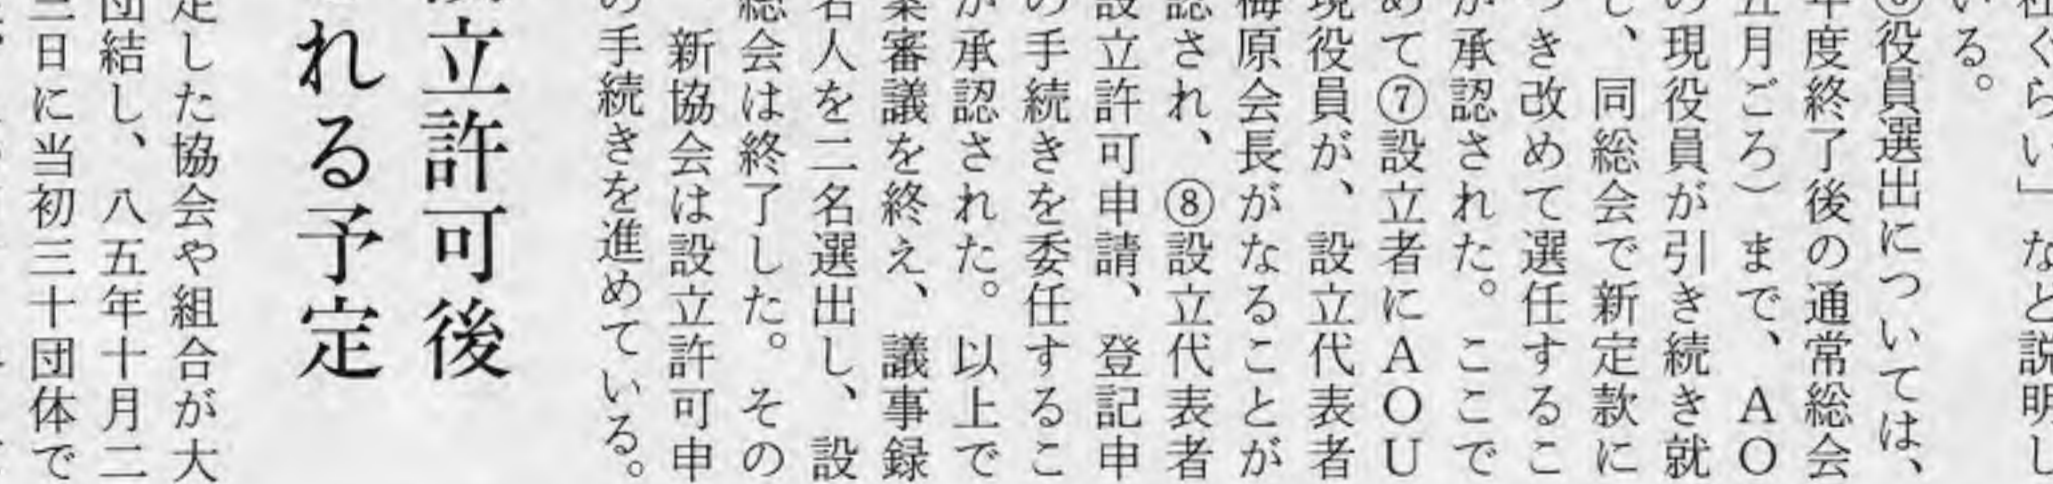 社ぐらい」など説明し
いる。
⑥役員選出については、
年度終了後の通常総会
五月ごろ）まで、ＡＯ
の現役員が引き続き就
し、同総会で新定款に
つき改めて選任するこ
が承認された。ここで
めて⑦設立者にＡＯＵ
現役員が、設立代表者
梅原会長がなることが
認され、⑧設立代表者
設立許可申請、登記申
の手続きを委任するこ
が承認された。以上で
案審議を終え、議事録
名人を二名選出し、設
総会は終了した。その
新協会は設立許可申
の手続きを進めている。
立許可後
れる予定
定した協会や組合が大
団結し、八五年十月二
三日に当初三十団体で